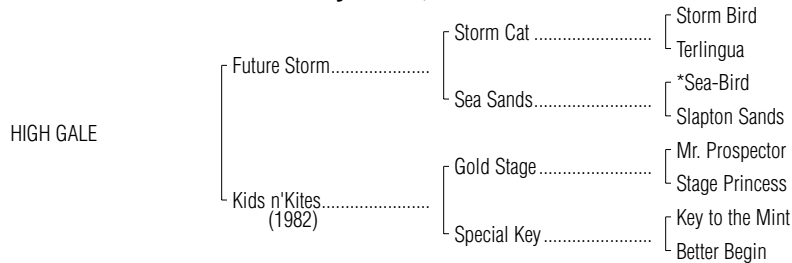 Storm Bird
Storm Cat ........................
Terlingua
Future Storm.....................
*Sea-Bird
Sea Sands........................
Slapton Sands
HIGH GALE
Mr. Prospector
Gold Stage .......................
Stage Princess
Kids n'Kites.......................
(1982)
Key to the Mint
Special Key ......................
Better Begin